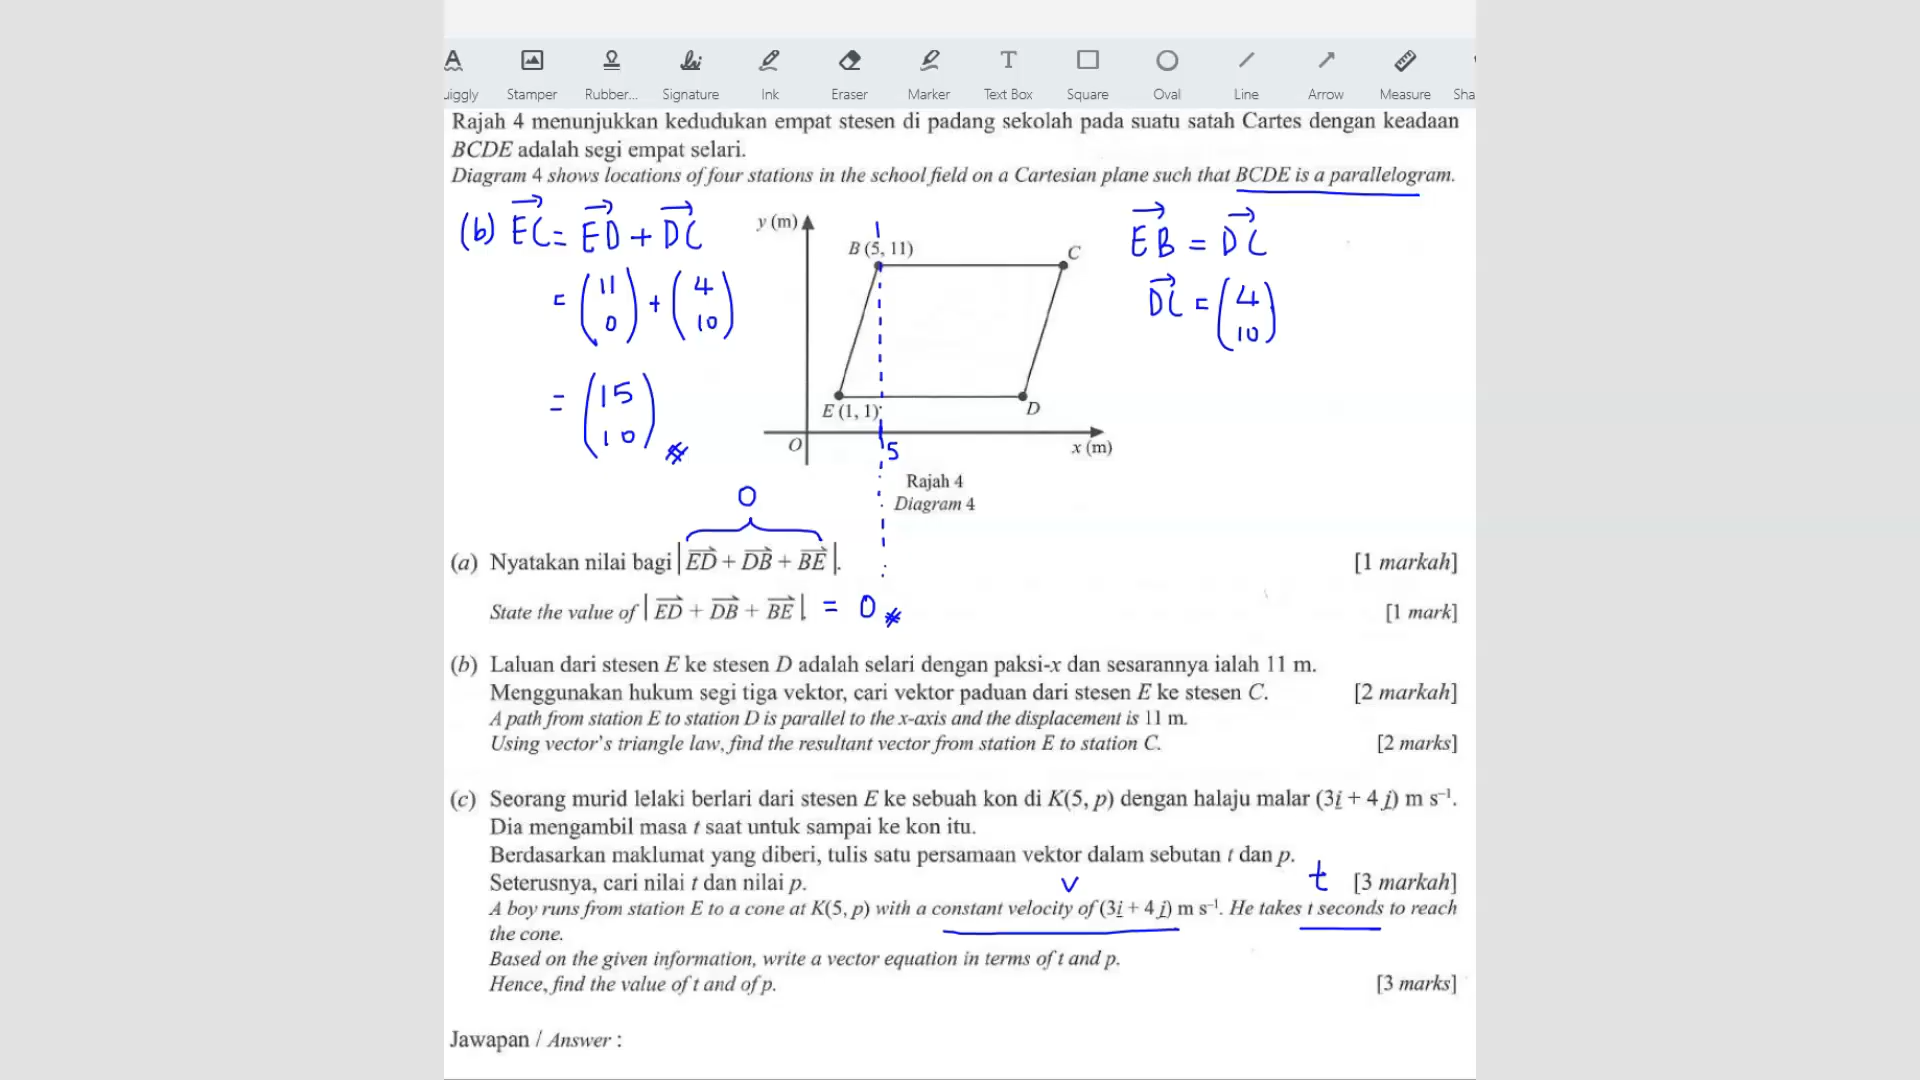 uiggly Stamper Rubber... Signature Ink Eraser Marker Text Box Square Oval Line Arrow Measure Sha
Rajah 4 menunjukkan kedudukan empat stesen di padang sekolah pada suatu satah Cartes dengan keadaan
BCDE adalah segi empat selari.
Diagram 4 shows locations of four stations in the school field on a Cartesian plane such that BCDE is a parallelogram.
(b) →EC = →ED + →DC
= (11 0) + (4 10)
= (15 10) #
y (m)
B (5, 11)
C
E (1, 1)
D
O
5
x (m)
→EB = →DC
→DC = (4 10)
Rajah 4
Diagram 4
0
(a) Nyatakan nilai bagi |→ED + →DB + →BE|. [1 markah]
State the value of |→ED + →DB + →BE|. = 0 # [1 mark]
(b) Laluan dari stesen E ke stesen D adalah selari dengan paksi-x dan sesarannya ialah 11 m.
Menggunakan hukum segi tiga vektor, cari vektor paduan dari stesen E ke stesen C. [2 markah]
A path from station E to station D is parallel to the x-axis and the displacement is 11 m.
Using vector's triangle law, find the resultant vector from station E to station C. [2 marks]
(c) Seorang murid lelaki berlari dari stesen E ke sebuah kon di K(5, p) dengan halaju malar (3i + 4j) m s⁻¹.
Dia mengambil masa t saat untuk sampai ke kon itu.
Berdasarkan maklumat yang diberi, tulis satu persamaan vektor dalam sebutan t dan p.
Seterusnya, cari nilai t dan nilai p. v t [3 markah]
A boy runs from station E to a cone at K(5, p) with a constant velocity of (3i + 4j) m s⁻¹. He takes t seconds to reach
the cone.
Based on the given information, write a vector equation in terms of t and p.
Hence, find the value of t and of p. [3 marks]
Jawapan / Answer :